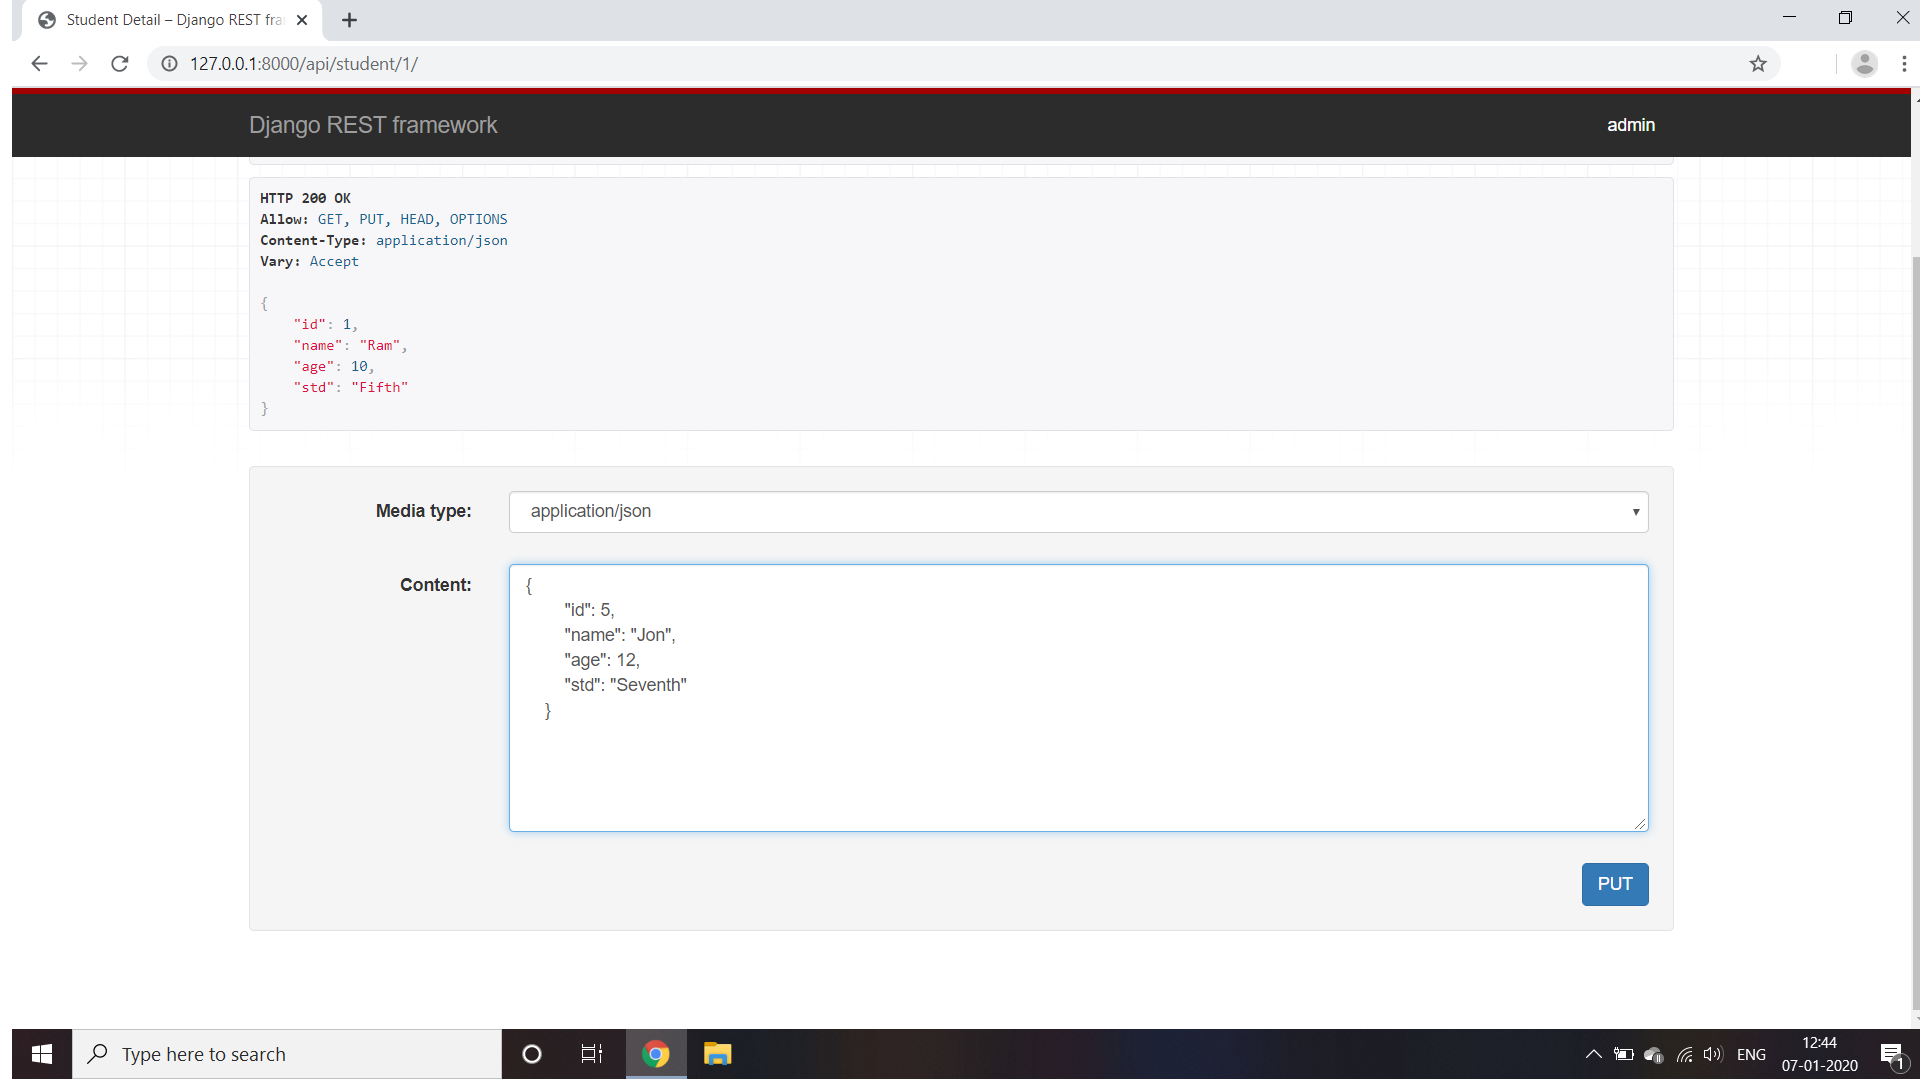 Student Detail – Django REST fra
127.0.0.1:8000/api/student/1/
Django REST framework
admin
HTTP 200 OK
Allow: GET, PUT, HEAD, OPTIONS
Content-Type: application/json
Vary: Accept
{
"id": 1,
"name": "Ram",
"age": 10,
"std": "Fifth"
}
Media type:
application/json
Content:
{
"id": 5,
"name": "Jon",
"age": 12,
"std": "Seventh"
}
PUT
Type here to search
ENG
12:44
07-01-2020
1